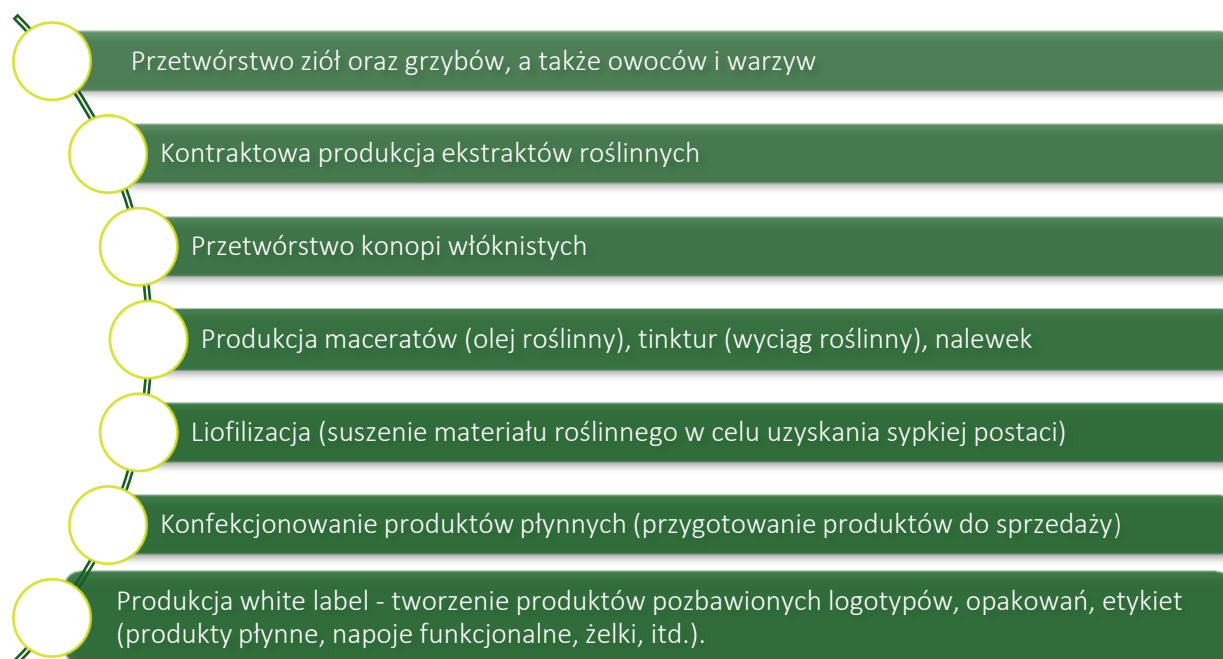 Przetwórstwo ziół oraz grzybów, a także owoców i warzyw
Kontraktowa produkcja ekstraktów roślinnych
Przetwórstwo konopi włóknistych
Produkcja maceratów (olej roślinny), tinktur (wyciąg roślinny), nalewek
Liofilizacja (suszenie materiału roślinnego w celu uzyskania sypkiej postaci)
Konfekcjonowanie produktów płynnych (przygotowanie produktów do sprzedaży)
Produkcja white label - tworzenie produktów pozbawionych logotypów, opakowań, etykiet
(produkty płynne, napoje funkcjonalne, żelki, itd.).